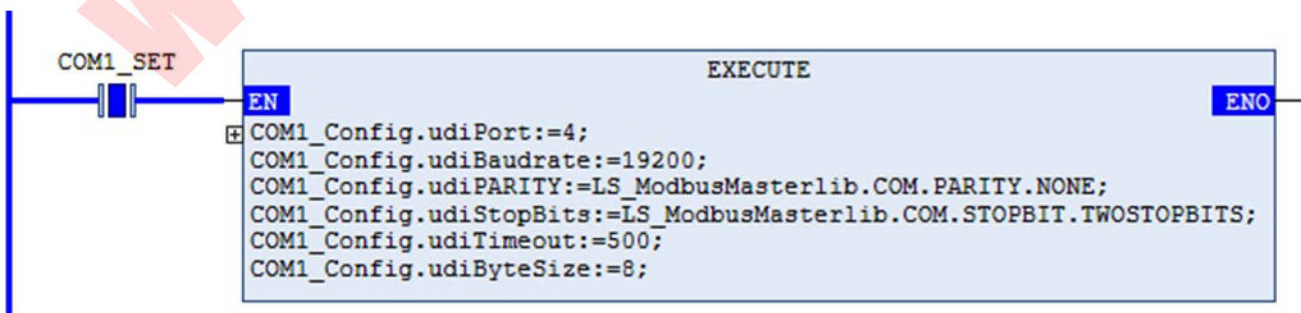 COM1_SET
EXECUTE
EN
ENO
COM1_Config.udiPort:=4;
COM1_Config.udiBaudrate:=19200;
COM1_Config.udiPARITY:=LS_ModbusMasterlib.COM.PARITY.NONE;
COM1_Config.udiStopBits:=LS_ModbusMasterlib.COM.STOPBIT.TWOSTOPBITS;
COM1_Config.udiTimeout:=500;
COM1_Config.udiByteSize:=8;